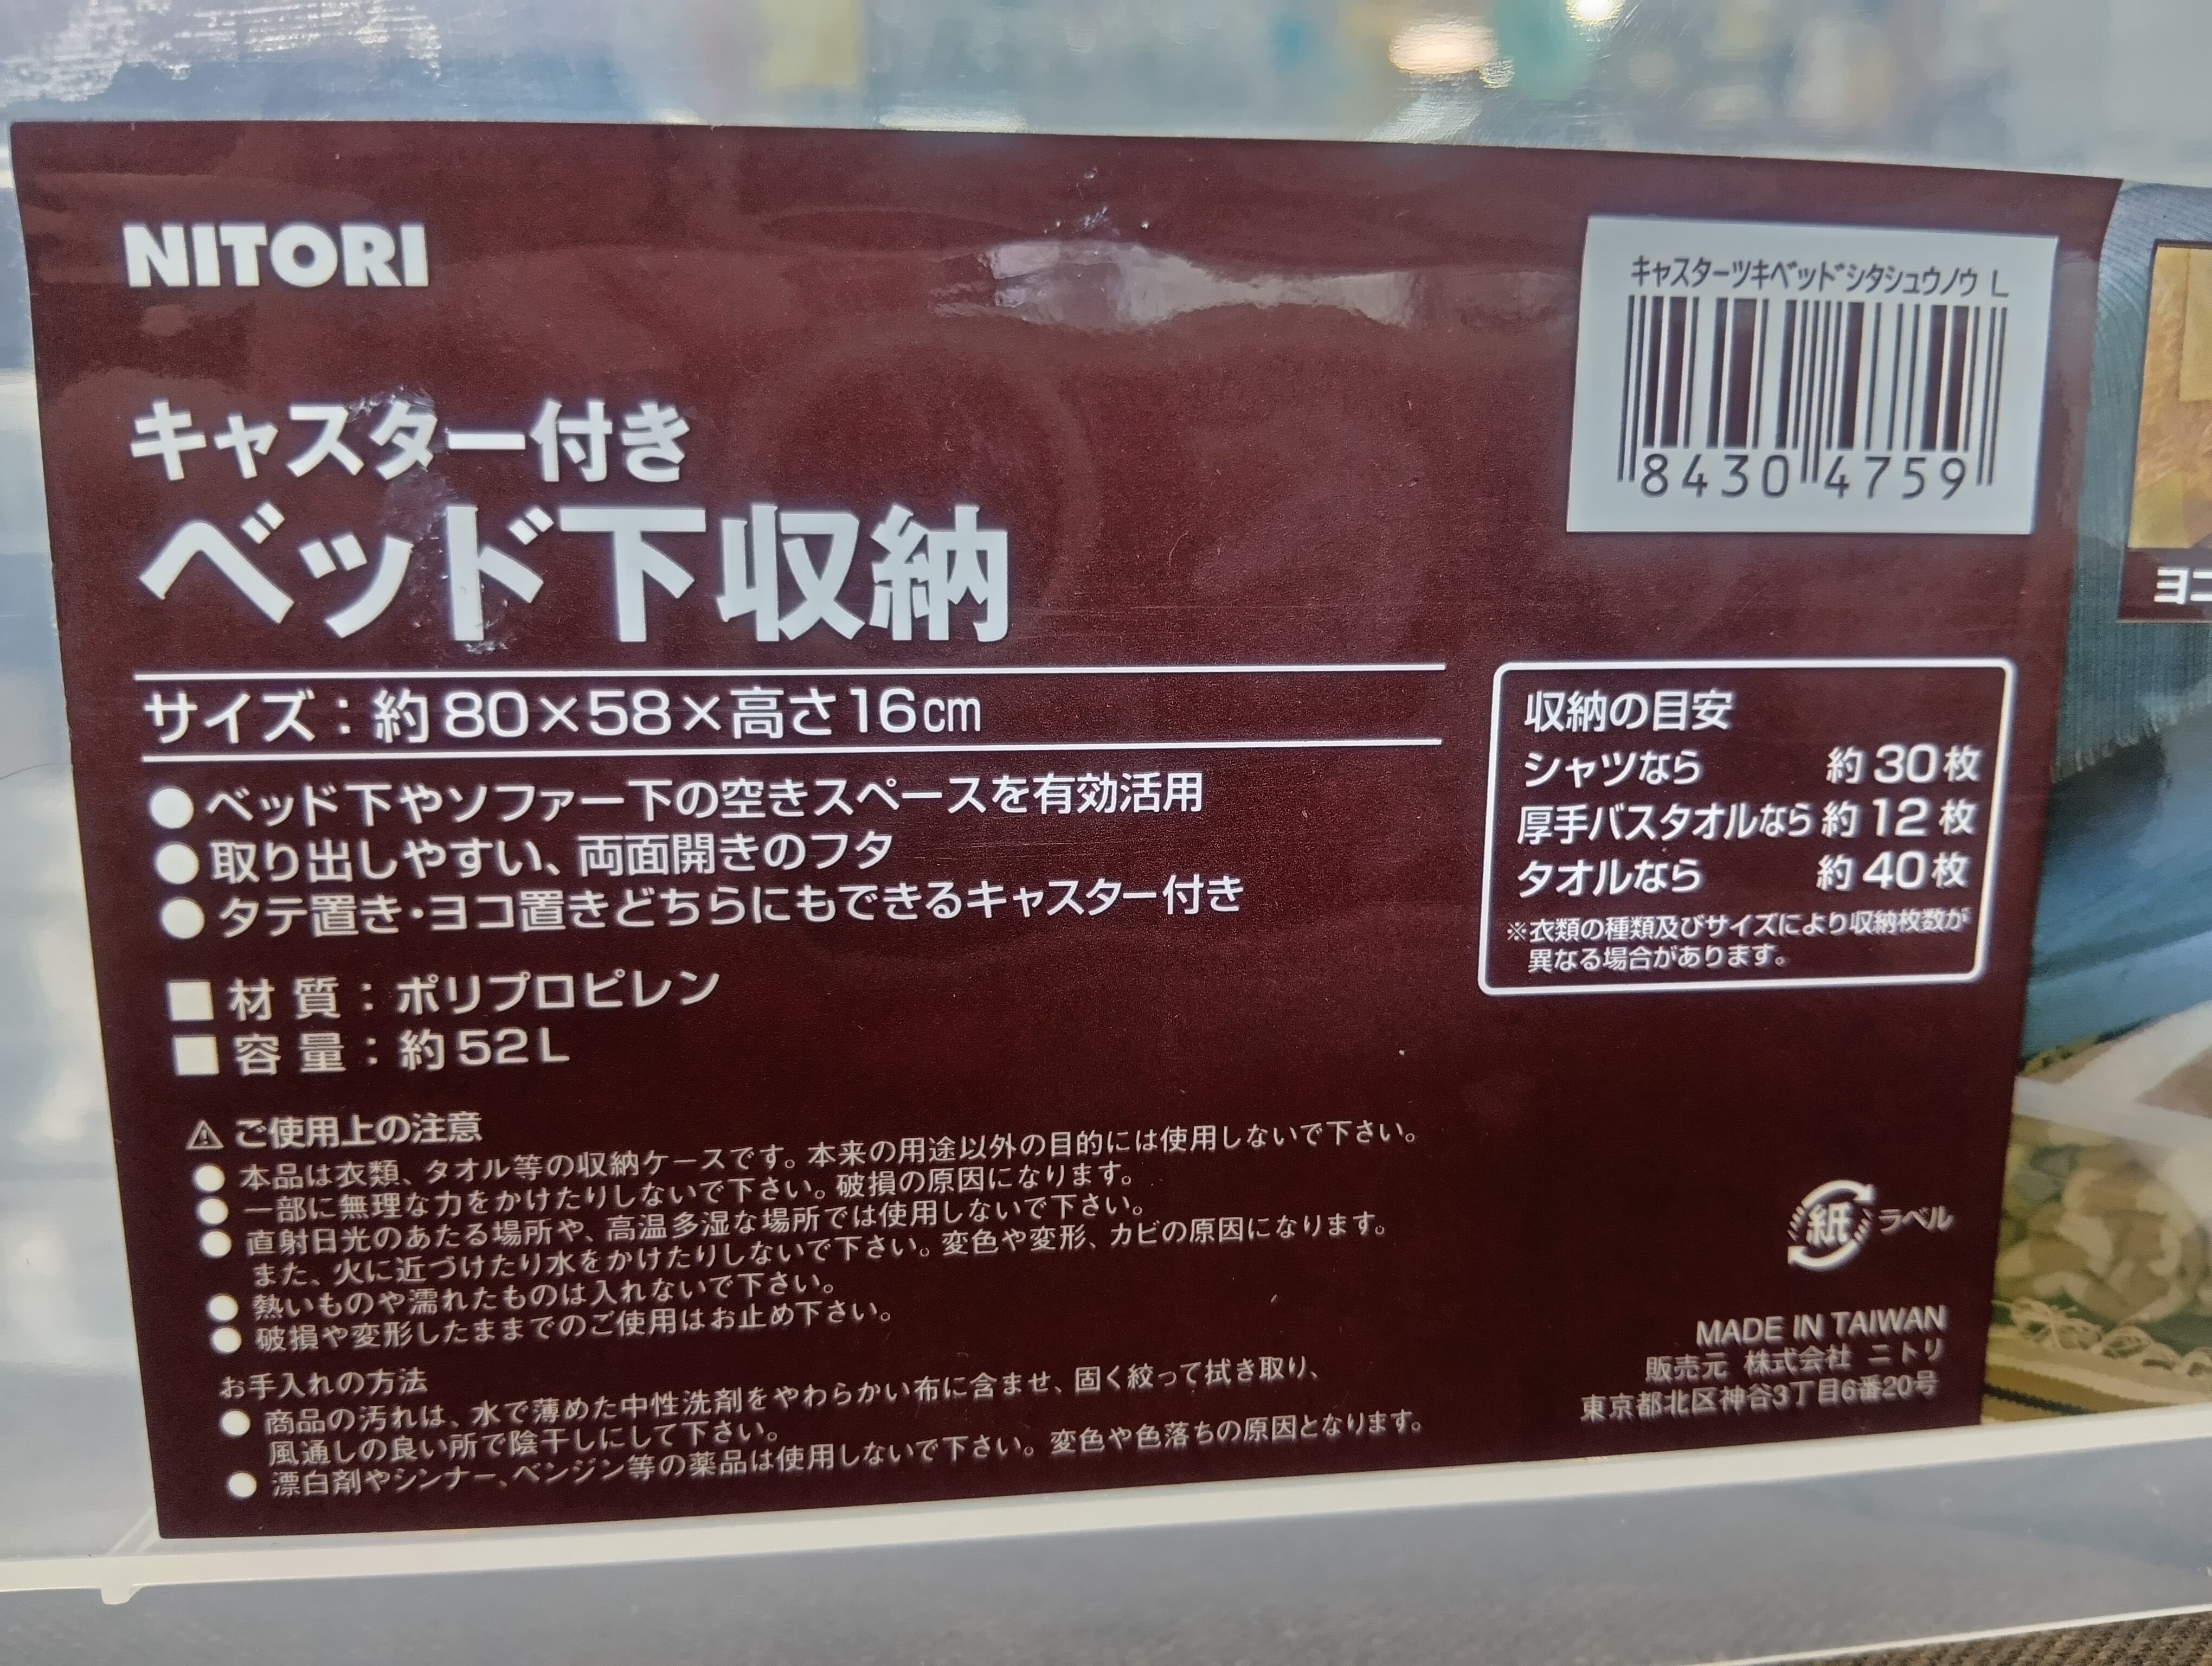 NITORI
キャスターツキベッドシタシュウノウ L
8430 4759
キャスター付き
ベッド下収納
サイズ：約80×58×高さ16cm
●ベッド下やソファー下の空きスペースを有効活用
●取り出しやすい、両面開きのフタ
●タテ置き・ヨコ置きどちらにもできるキャスター付き
■材 質：ポリプロピレン
■容 量：約52L
収納の目安
シャツなら 約30枚
厚手バスタオルなら約12枚
タオルなら 約40枚
※衣類の種類及びサイズにより収納枚数が
異なる場合があります。
⚠ご使用上の注意
●本品は衣類、タオル等の収納ケースです。本来の用途以外の目的には使用しないで下さい。
●一部に無理な力をかけたりしないで下さい。破損の原因になります。
●直射日光のあたる場所や、高温多湿な場所では使用しないで下さい。
また、火に近づけたり水をかけたりしないで下さい。変色や変形、カビの原因になります。
●熱いものや濡れたものは入れないで下さい。
●破損や変形したままでのご使用はお止め下さい。
お手入れの方法
●商品の汚れは、水で薄めた中性洗剤をやわらかい布に含ませ、固く絞って拭き取り、
風通しの良い所で陰干しにして下さい。
●漂白剤やシンナー、ベンジン等の薬品は使用しないで下さい。変色や色落ちの原因となります。
紙 ラベル
MADE IN TAIWAN
販売元 株式会社 ニトリ
東京都北区神谷3丁目6番20号
ヨコ